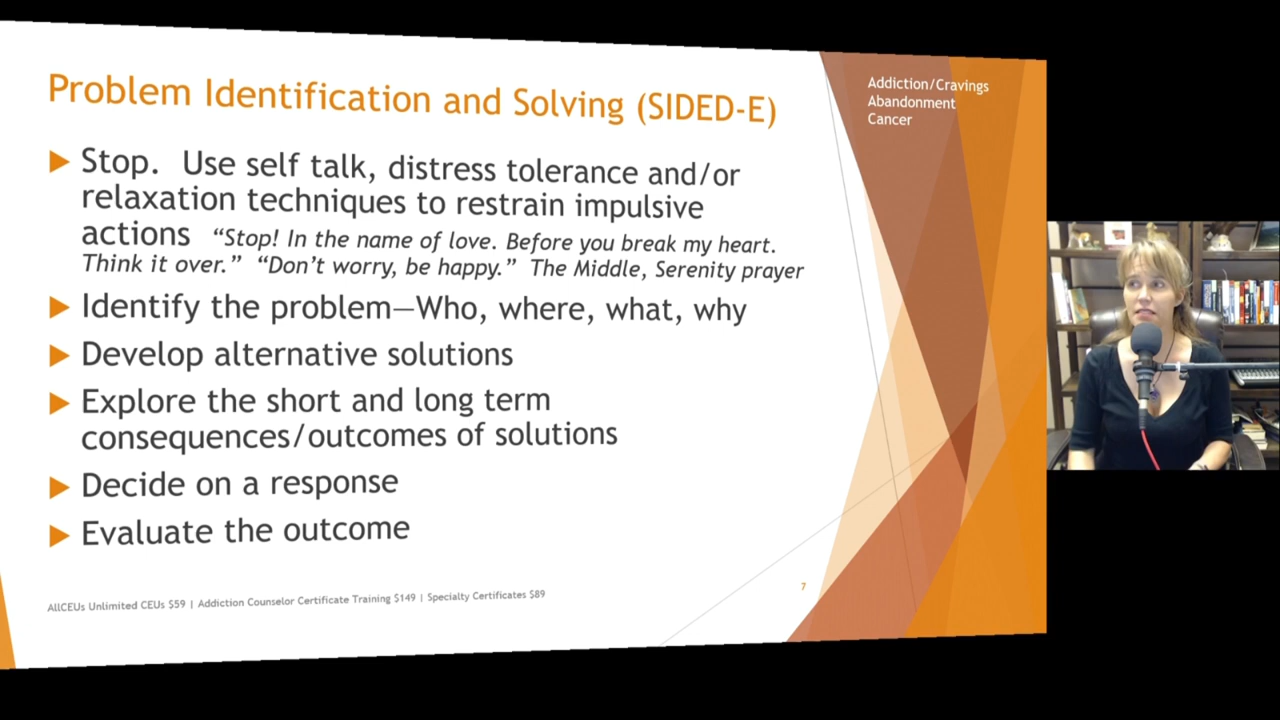 Problem Identification and Solving (SIDED-E)
Addiction/Cravings
Abandonment
Cancer
Stop. Use self talk, distress tolerance and/or
relaxation techniques to restrain impulsive
actions “Stop! In the name of love. Before you break my heart.
Think it over.” “Don’t worry, be happy.” The Middle, Serenity prayer
Identify the problem—Who, where, what, why
Develop alternative solutions
Explore the short and long term
consequences/outcomes of solutions
Decide on a response
Evaluate the outcome
AllCEUs Unlimited CEUs $59 | Addiction Counselor Certificate Training $149 | Specialty Certificates $89
7